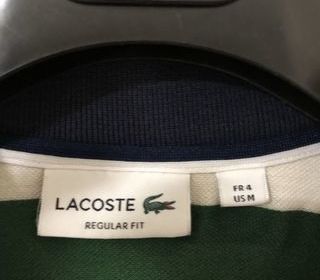 LACOSTE
REGULAR FIT
FR 4
US M